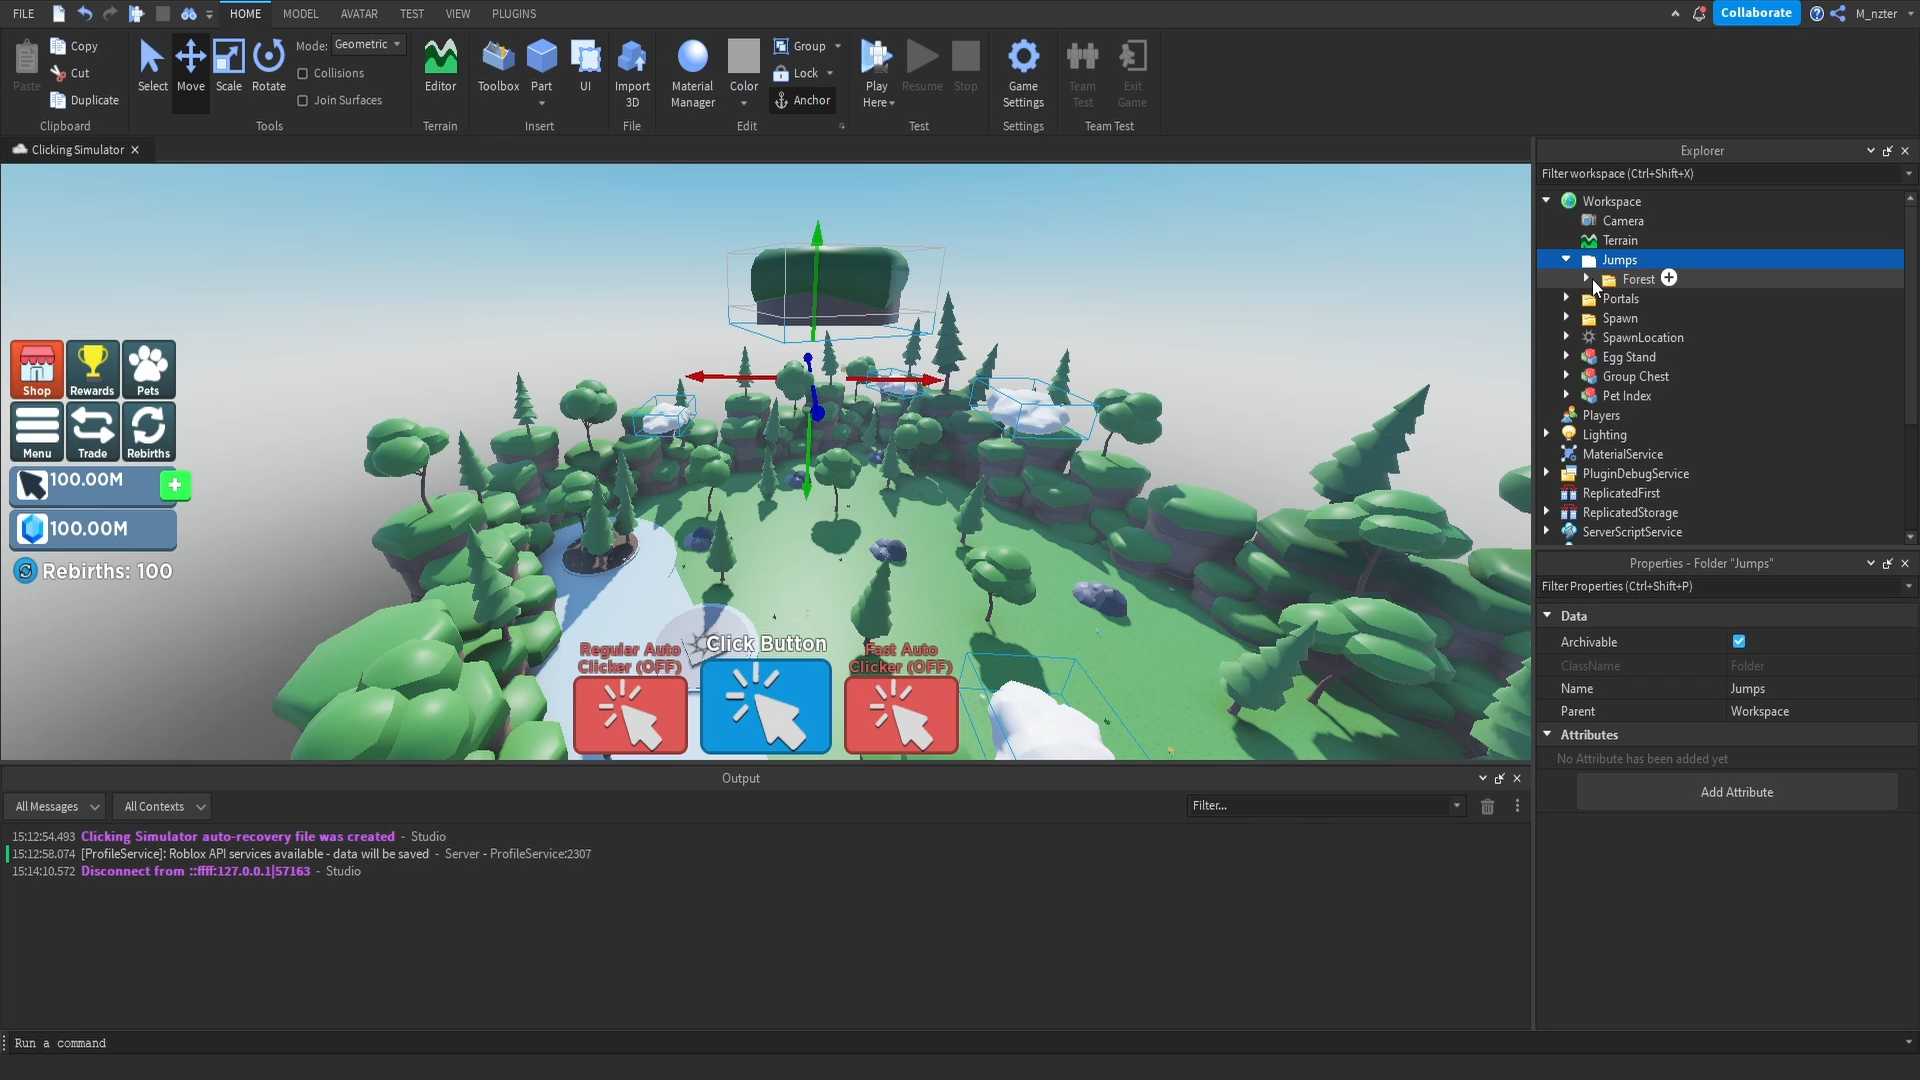 FILE HOME MODEL AVATAR TEST VIEW PLUGINS Collaborate M_nzter
Paste Copy Cut Duplicate Clipboard
Select Move Scale Rotate Mode: Geometric Collisions Join Surfaces Tools
Editor Terrain
Toolbox Part UI Insert
Import 3D File
Material Manager Color Group Lock Anchor Edit
Play Here Resume Stop Test
Game Settings Settings
Team Test Exit Game Team Test
Clicking Simulator
Shop Rewards Pets
Menu Trade Rebirths
100.00M
100.00M
Rebirths: 100
Regular Auto Clicker (OFF)
Click Button
Fast Auto Clicker (OFF)
Explorer
Filter workspace (Ctrl+Shift+X)
Workspace
Camera
Terrain
Jumps
Forest
Portals
Spawn
SpawnLocation
Egg Stand
Group Chest
Pet Index
Players
Lighting
MaterialService
PluginDebugService
ReplicatedFirst
ReplicatedStorage
ServerScriptService
Properties - Folder "Jumps"
Filter Properties (Ctrl+Shift+P)
Data
Archivable
ClassName Folder
Name Jumps
Parent Workspace
Attributes
No Attribute has been added yet
Add Attribute
Output
All Messages All Contexts Filter...
15:12:54.493 Clicking Simulator auto-recovery file was created - Studio
15:12:58.074 [ProfileService]: Roblox API services available - data will be saved - Server - ProfileService:2307
15:14:10.572 Disconnect from ::ffff:127.0.0.1|57163 - Studio
Run a command